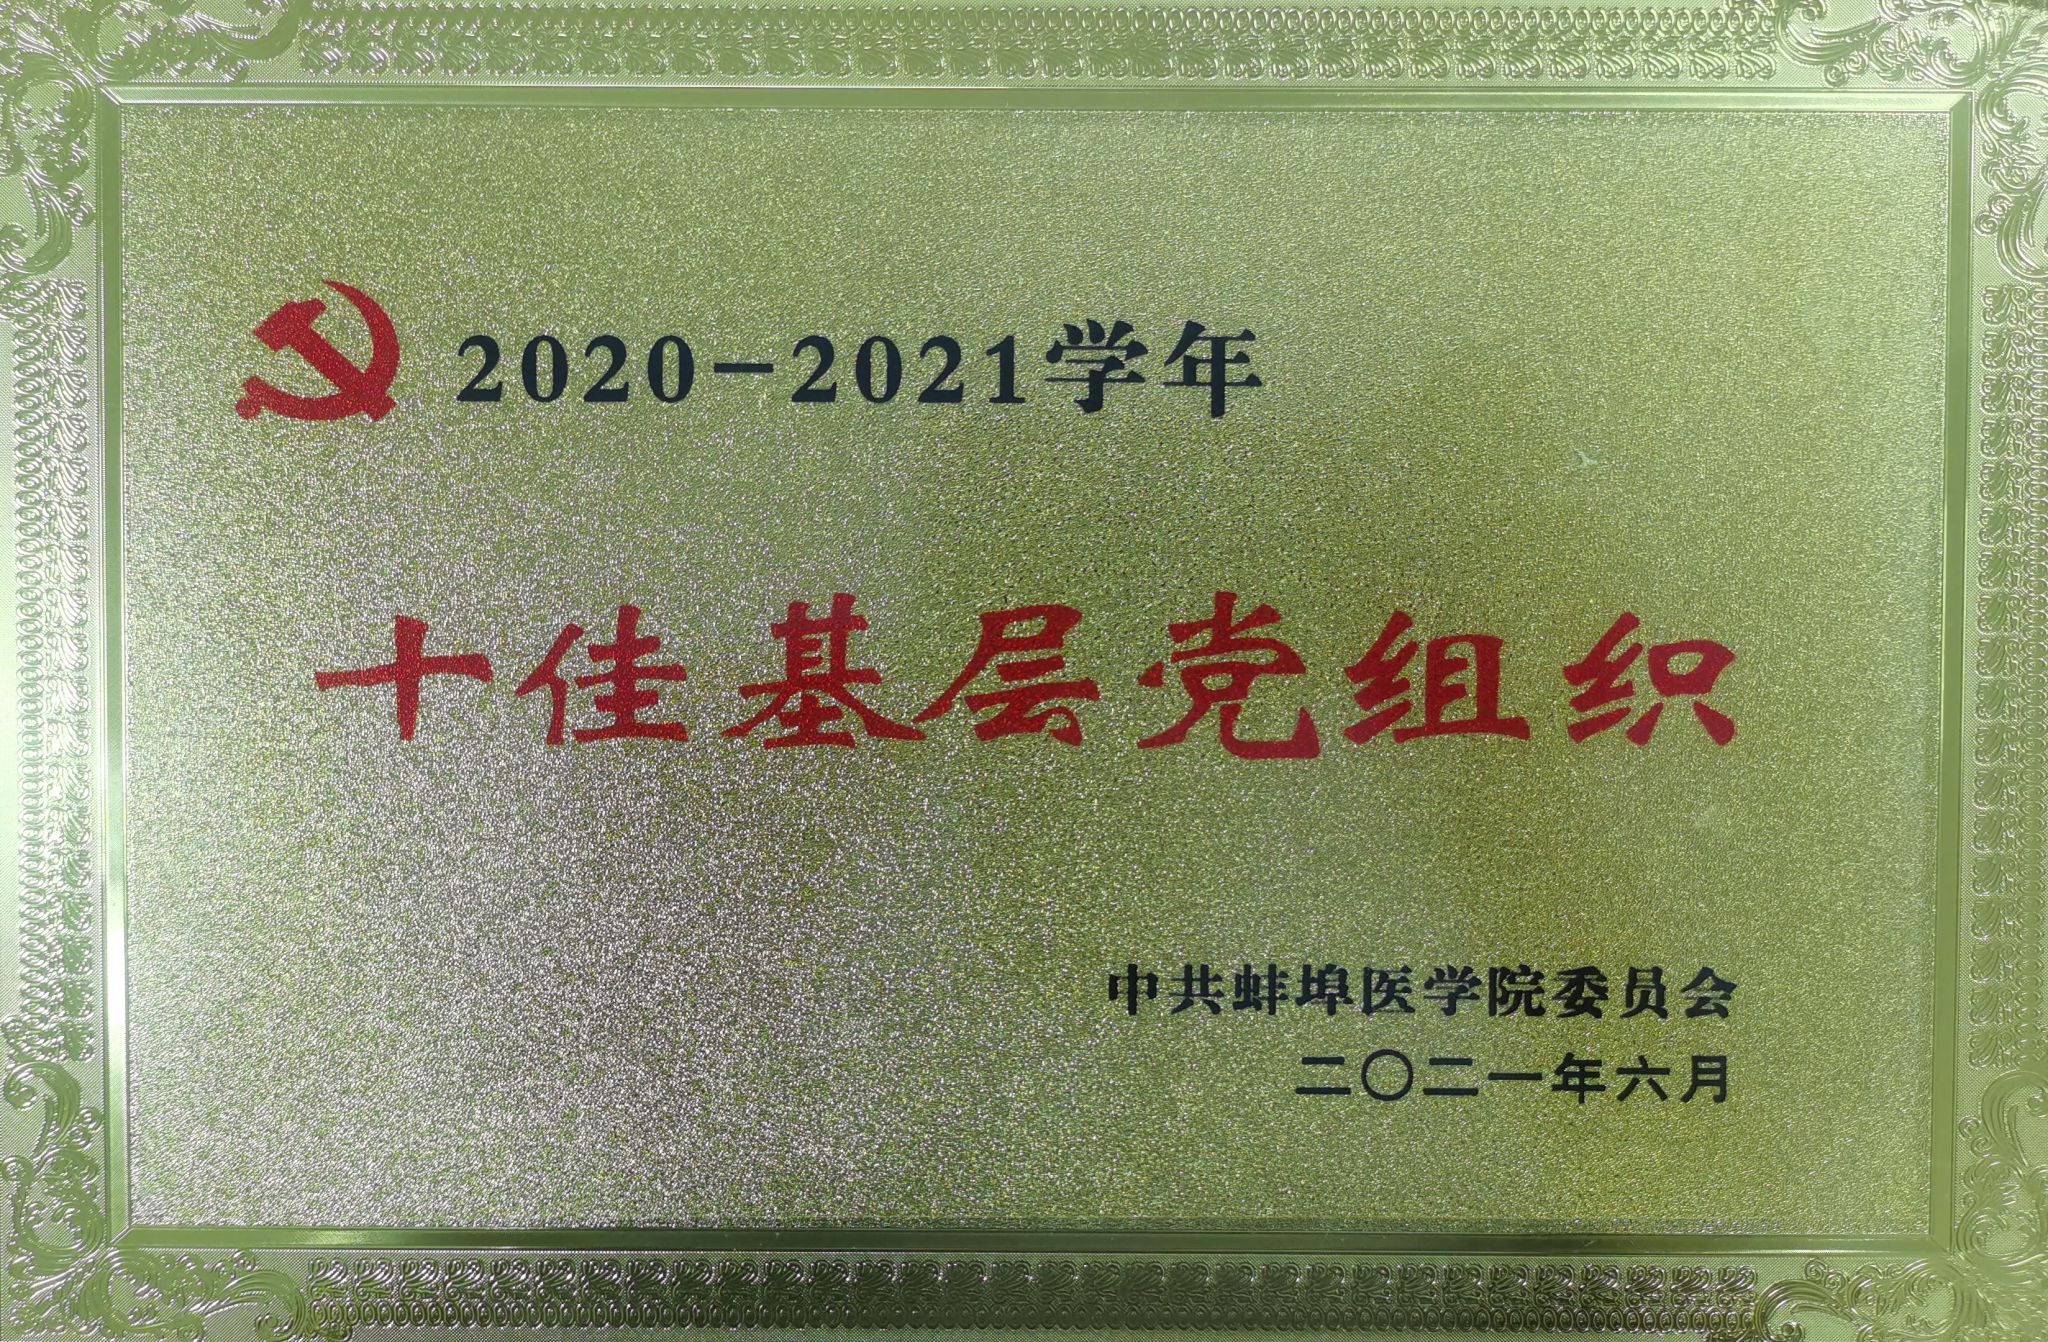 2020-2021学年
十佳基层党组织
中共蚌埠医学院委员会
二〇二一年六月